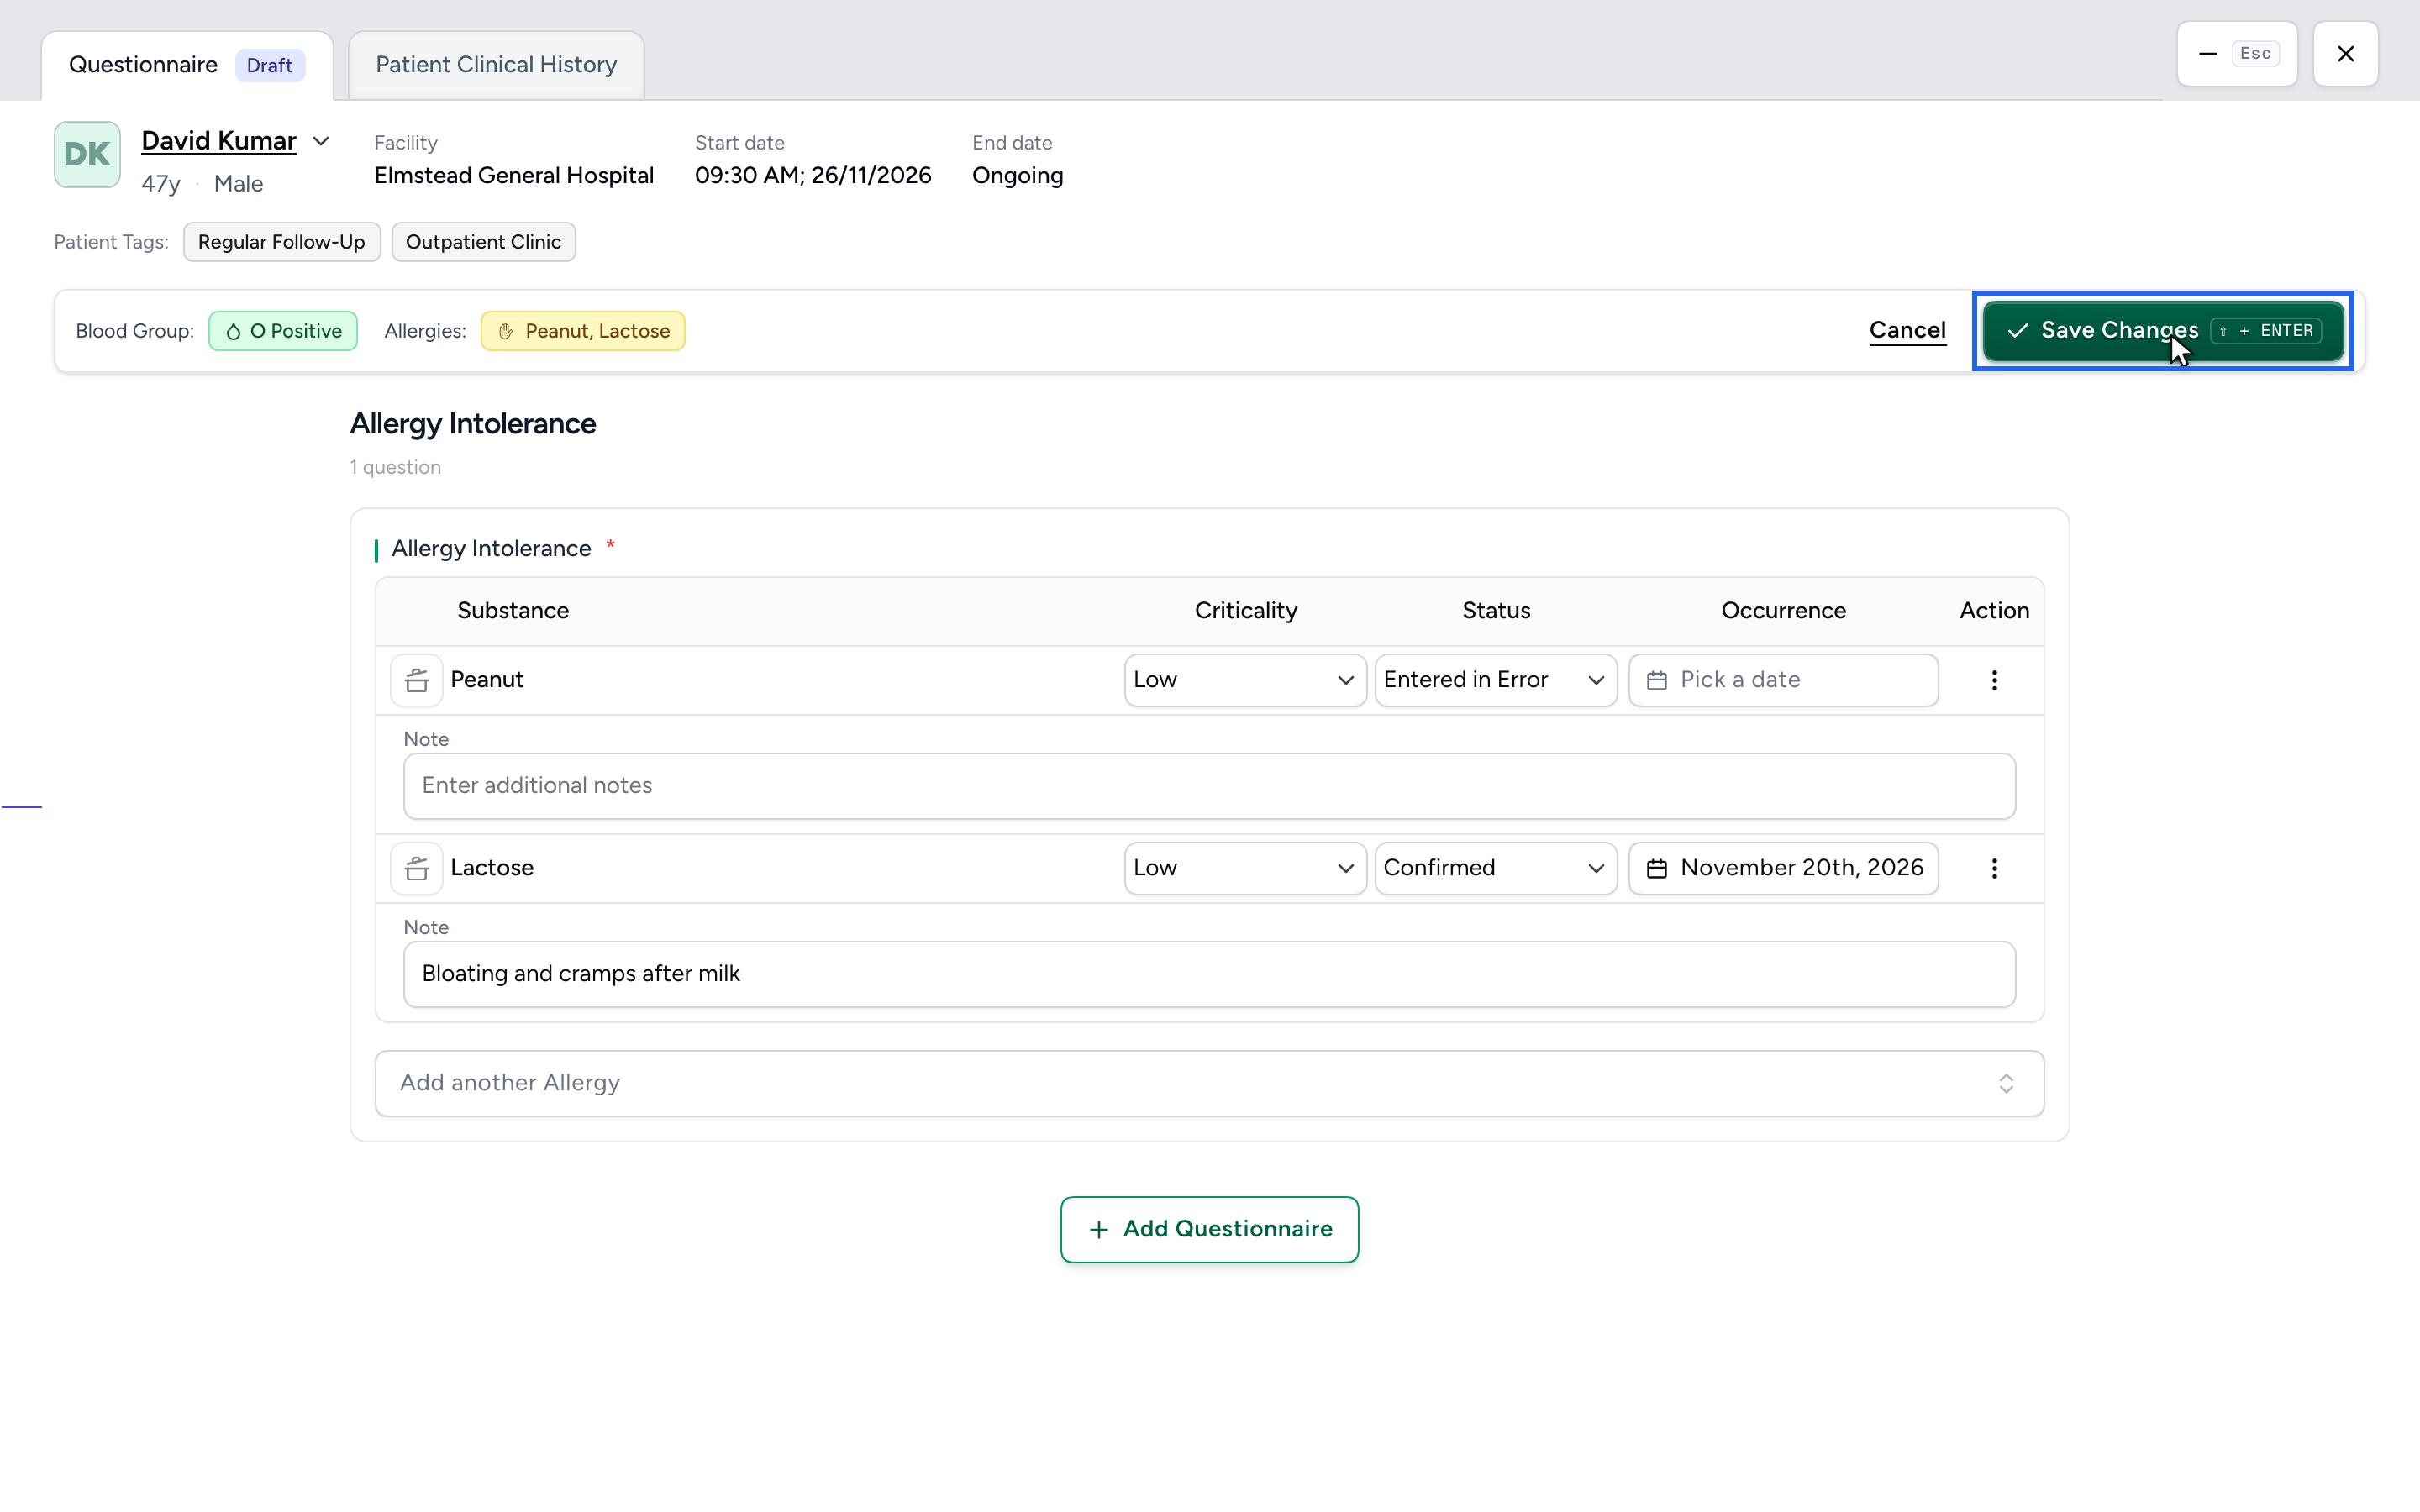 Questionnaire Draft Patient Clinical History Esc
DK David Kumar
47y · Male
Facility
Elmstead General Hospital
Start date
09:30 AM; 26/11/2026
End date
Ongoing
Patient Tags: Regular Follow-Up Outpatient Clinic
Blood Group: O Positive Allergies: Peanut, Lactose Cancel Save Changes ⇧ + ENTER
Allergy Intolerance
1 question
Allergy Intolerance *
Substance Criticality Status Occurrence Action
Peanut Low Entered in Error Pick a date
Note
Enter additional notes
Lactose Low Confirmed November 20th, 2026
Note
Bloating and cramps after milk
Add another Allergy
+ Add Questionnaire